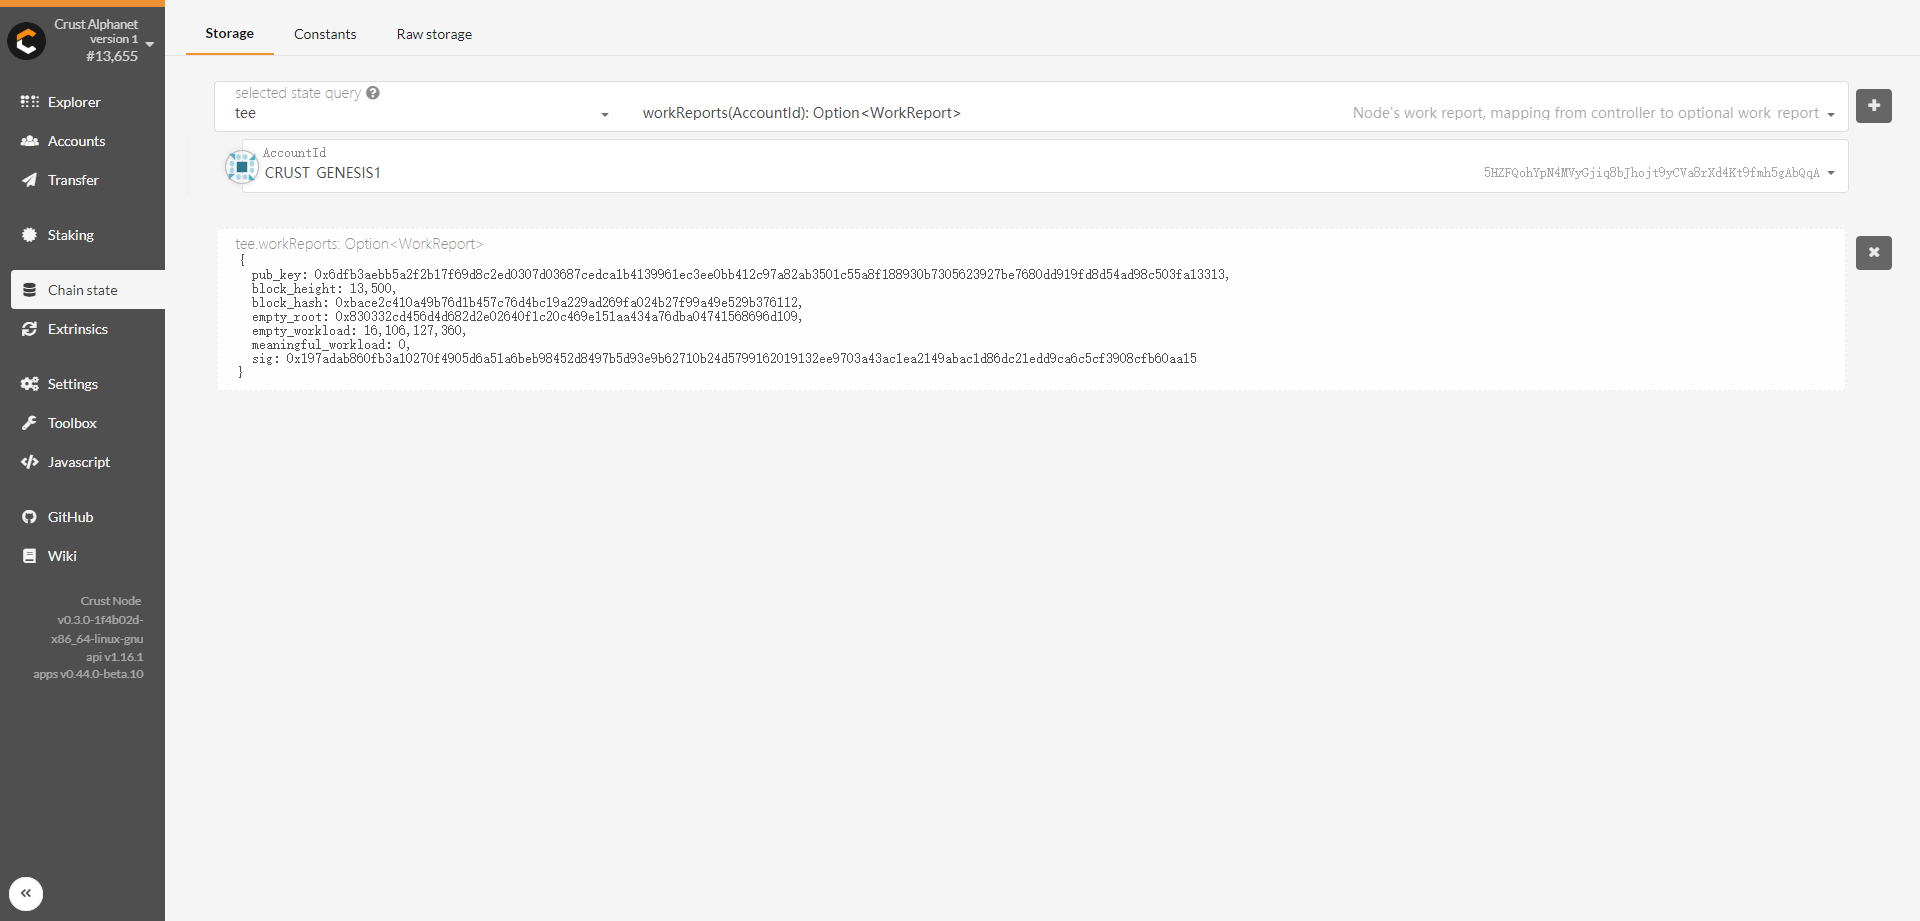 Crust Alphanet
version 1
#13,655
Explorer
Accounts
Transfer
Staking
Chain state
Extrinsics
Settings
Toolbox
Javascript
GitHub
Wiki
Crust Node
v0.3.0-1f4b02d-
x86_64-linux-gnu
api v1.16.1
apps v0.44.0-beta.10
Storage Constants Raw storage
selected state query
tee workReports(AccountId): Option<WorkReport> Node's work report, mapping from controller to optional work report
AccountId
CRUST GENESIS1 5HZFQohYpN4MVyGjiq8bJhojt9yCVa8rXd4Kt9fmh5gAbQqA
tee.workReports: Option<WorkReport>
{
pub_key: 0x6dfb3aebb5a2f2b17f69d8c2ed0307d03687cedca1b4139961ec3ee0bb412c97a82ab3501c55a8f188930b7305623927be7680dd919fd8d54ad98c503fa13313,
block_height: 13,500,
block_hash: 0xbace2c410a49b76d1b457c76d4bc19a229ad269fa024b27f99a49e529b376112,
empty_root: 0x830332cd456d4d682d2e02640f1c20c469e151aa434a76dba04741568696d109,
empty_workload: 16,106,127,360,
meaningful_workload: 0,
sig: 0x197adab860fb3a10270f4905d6a51a6beb98452d8497b5d93e9b62710b24d5799162019132ee9703a43ac1ea2149abac1d86dc21edd9ca6c5cf3908cfb60aa15
}